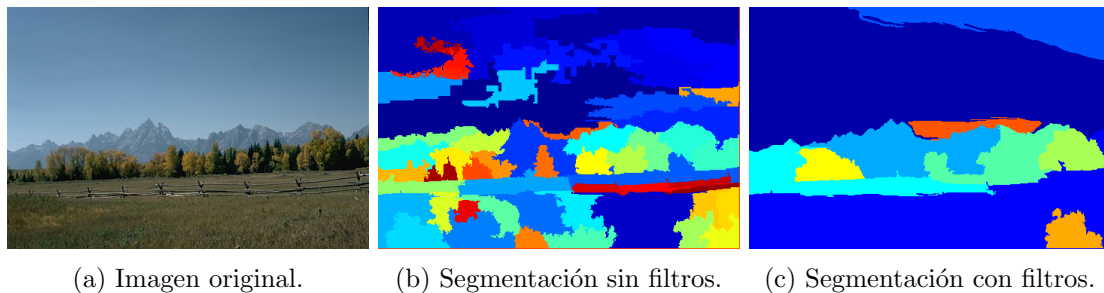 (a) Imagen original.
(b) Segmentación sin filtros.
(c) Segmentación con filtros.